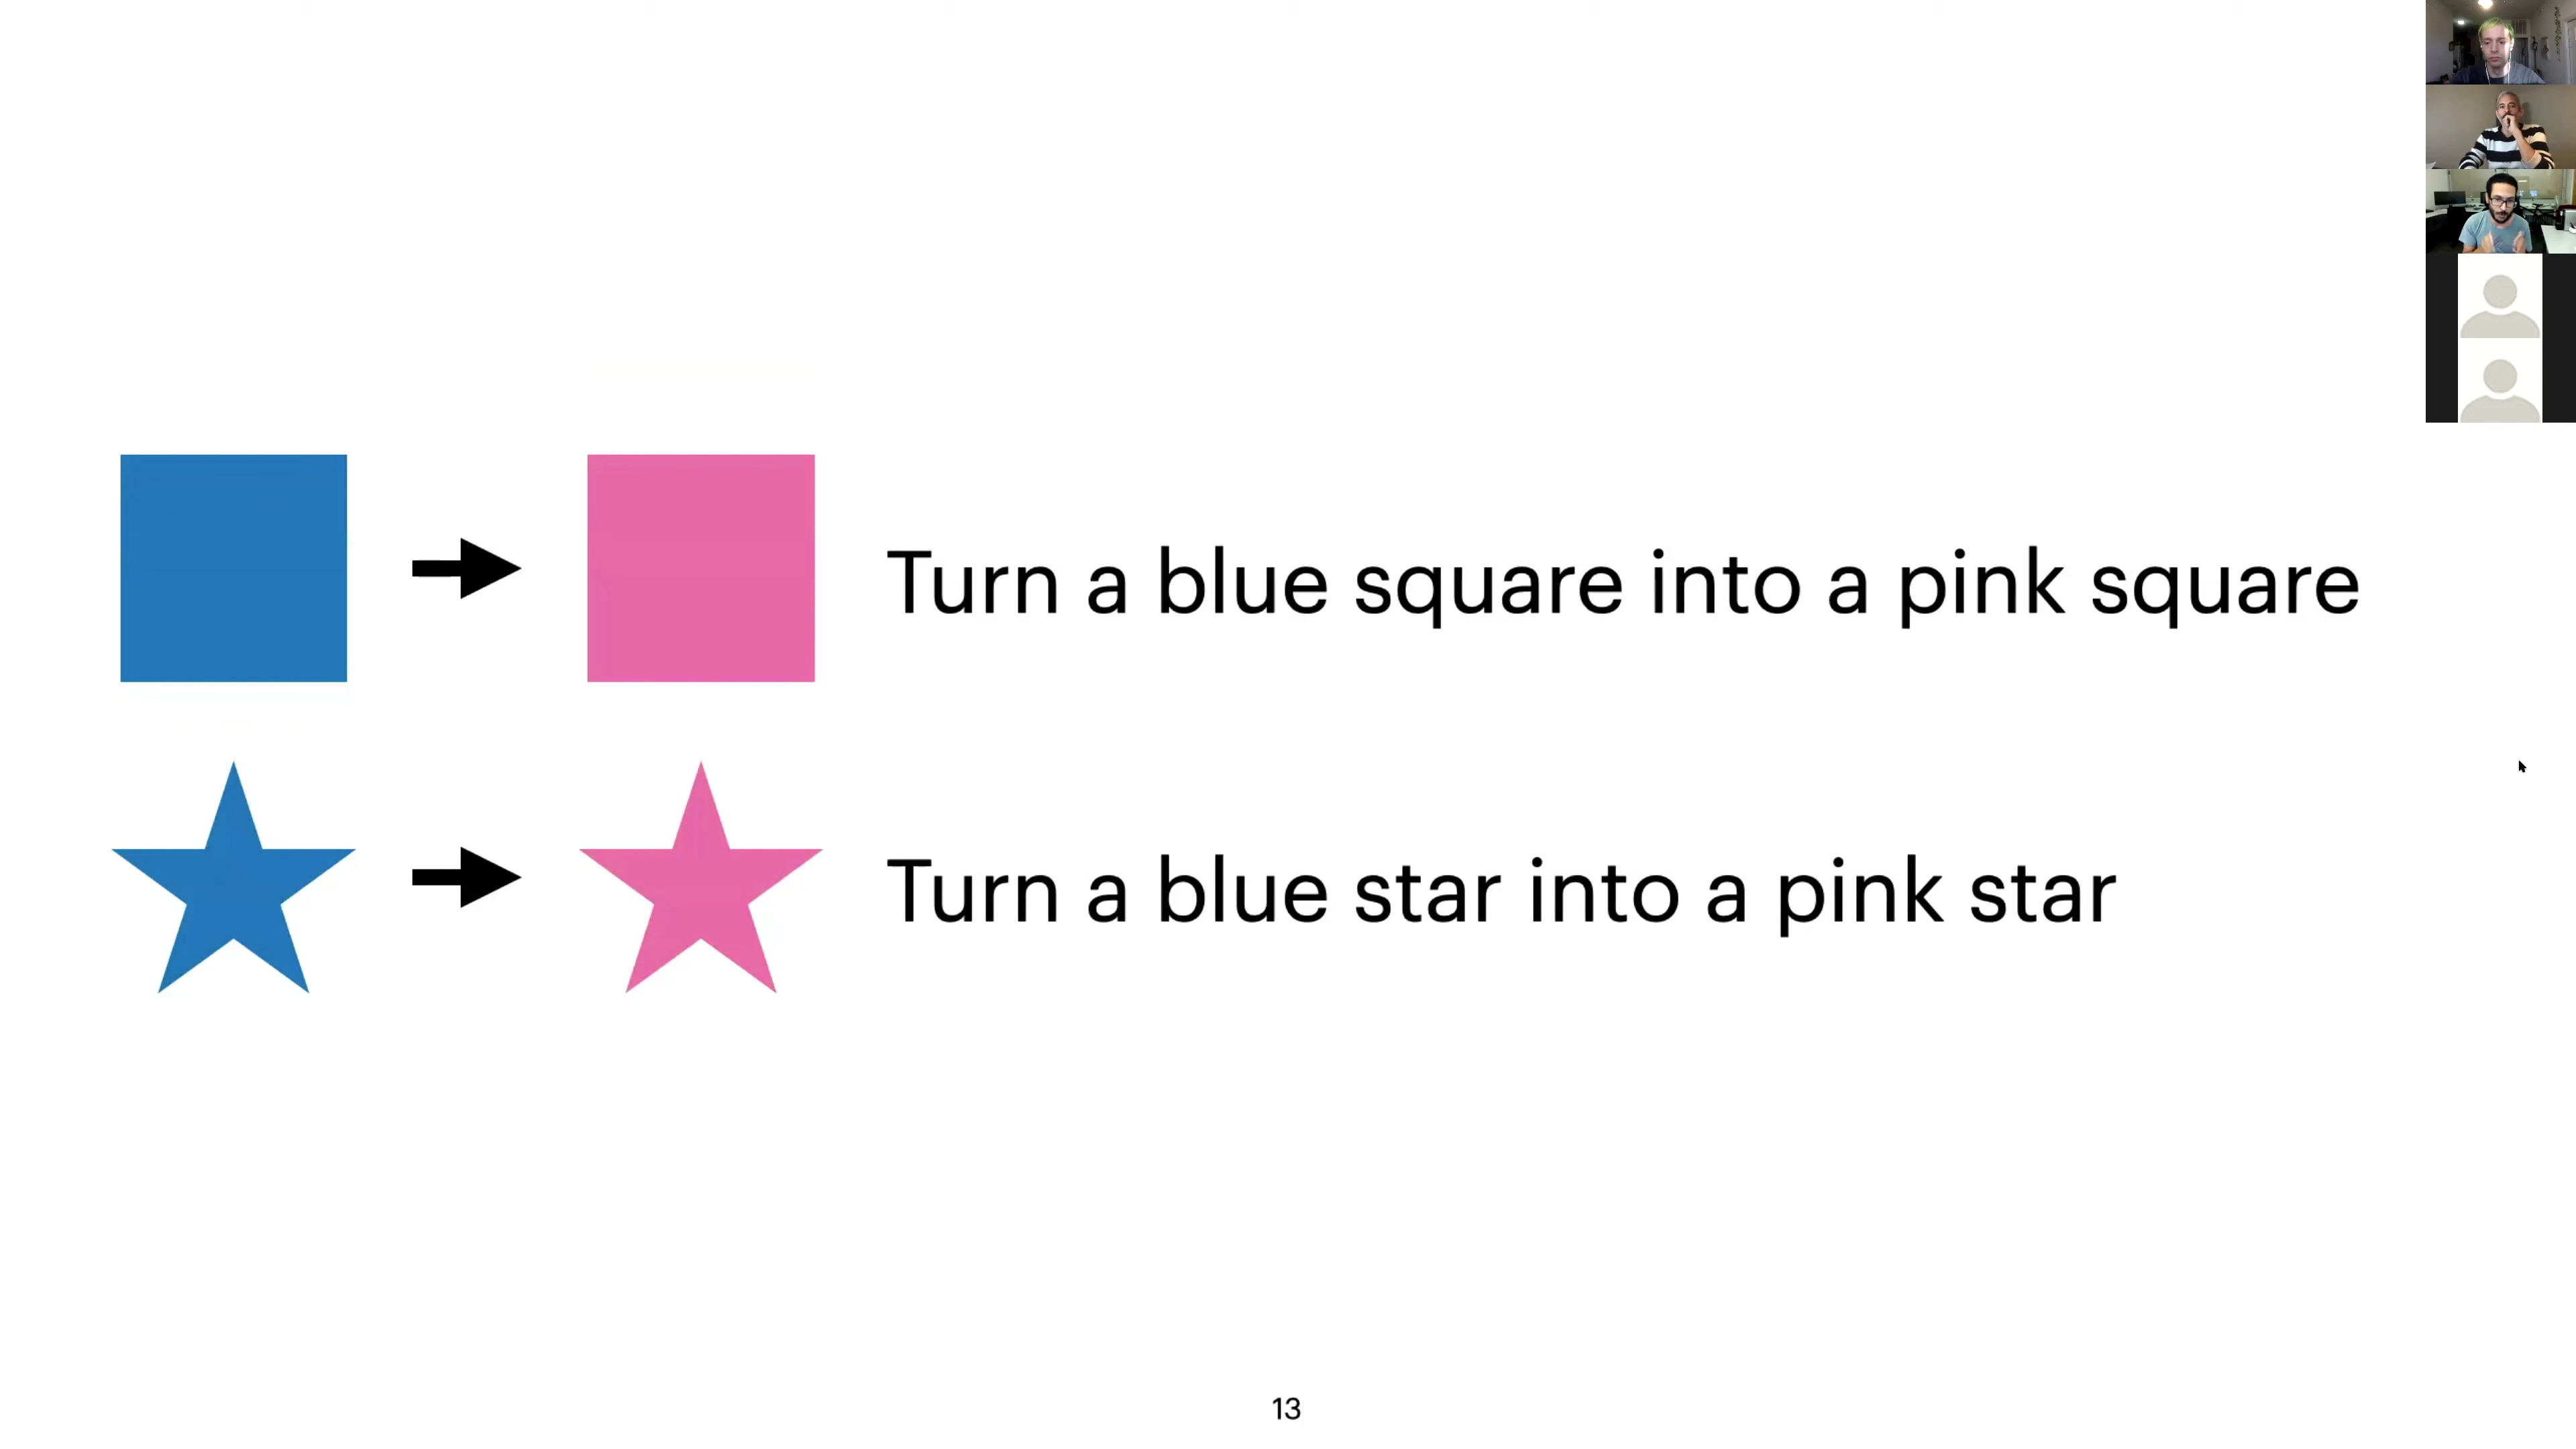 Turn a blue square into a pink square
Turn a blue star into a pink star
13